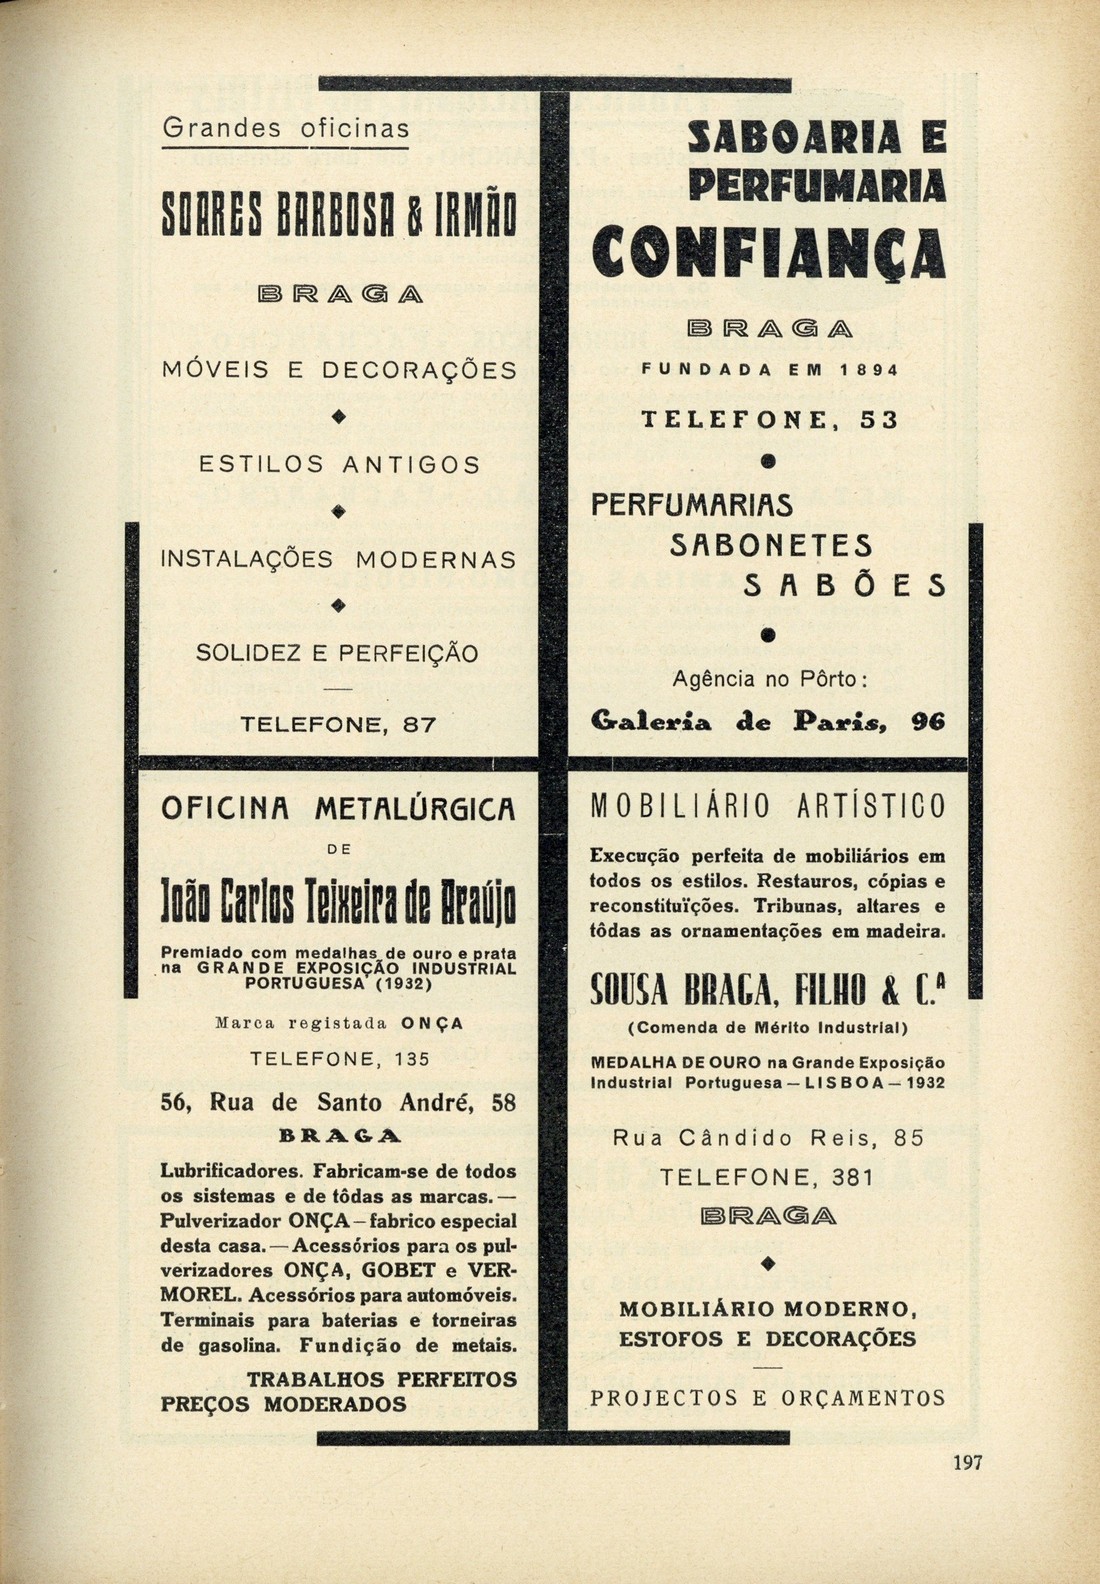 Grandes oficinas
SOARES BARBOSA & IRMÃO
BRAGA
MÓVEIS E DECORAÇÕES
ESTILOS ANTIGOS
INSTALAÇÕES MODERNAS
SOLIDEZ E PERFEIÇÃO
TELEFONE, 87
SABOARIA E
PERFUMARIA
CONFIANÇA
BRAGA
FUNDADA EM 1894
TELEFONE, 53
PERFUMARIAS
SABONETES
SABÕES
Agência no Pôrto:
Galeria de Paris, 96
OFICINA METALÚRGICA
DE
João Carlos Teixeira de Araújo
Premiado com medalhas de ouro e prata
na GRANDE EXPOSIÇÃO INDUSTRIAL
PORTUGUESA (1932)
Marca registada ONÇA
TELEFONE, 135
56, Rua de Santo André, 58
BRAGA
Lubrificadores. Fabricam-se de todos
os sistemas e de tôdas as marcas. —
Pulverizador ONÇA — fabrico especial
desta casa. — Acessórios para os pul-
verizadores ONÇA, GOBET e VER-
MOREL. Acessórios para automóveis.
Terminais para baterias e torneiras
de gasolina. Fundição de metais.
TRABALHOS PERFEITOS
PREÇOS MODERADOS
MOBILIÁRIO ARTÍSTICO
Execução perfeita de mobiliários em
todos os estilos. Restauros, cópias e
reconstituïções. Tribunas, altares e
tôdas as ornamentações em madeira.
SOUSA BRAGA, FILHO & C.ª
(Comenda de Mérito Industrial)
MEDALHA DE OURO na Grande Exposição
Industrial Portuguesa — LISBOA — 1932
Rua Cândido Reis, 85
TELEFONE, 381
BRAGA
MOBILIÁRIO MODERNO,
ESTOFOS E DECORAÇÕES
PROJECTOS E ORÇAMENTOS
197